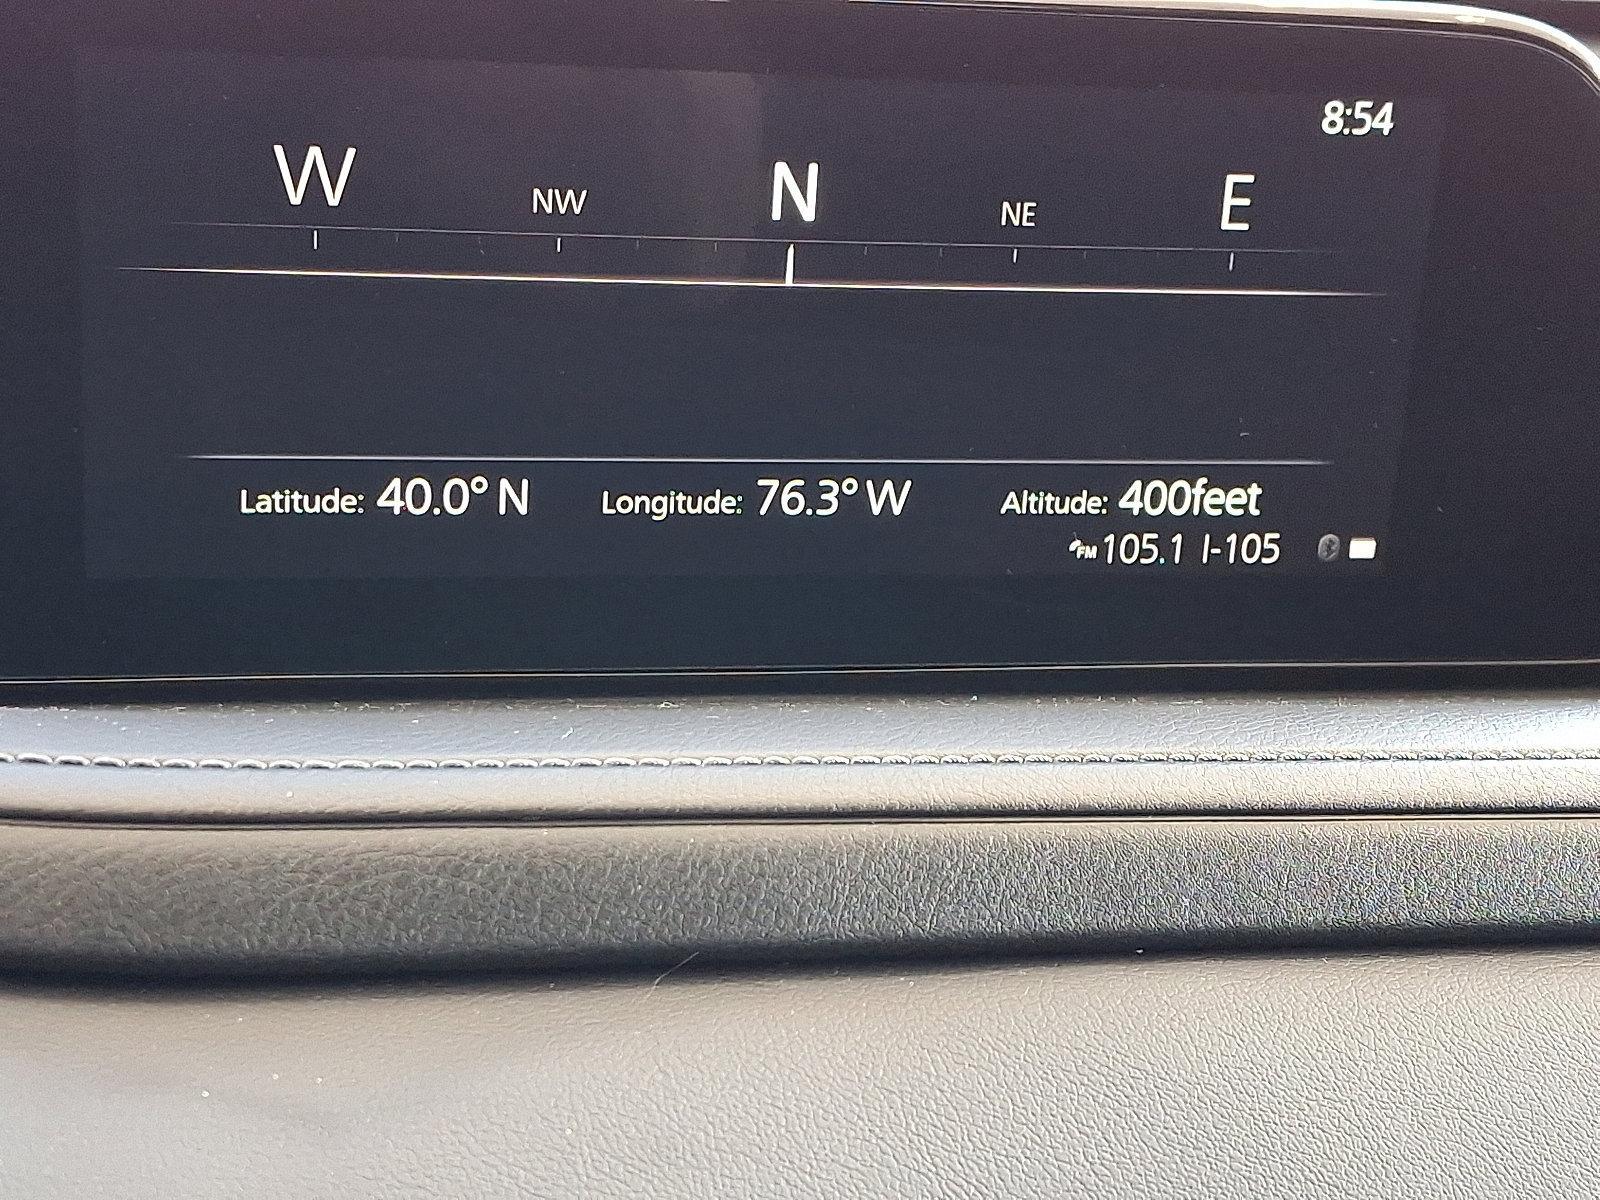 8:54
W NW N NE E
Latitude: 40.0° N Longitude: 76.3° W Altitude: 400feet
FM 105.1 I-105